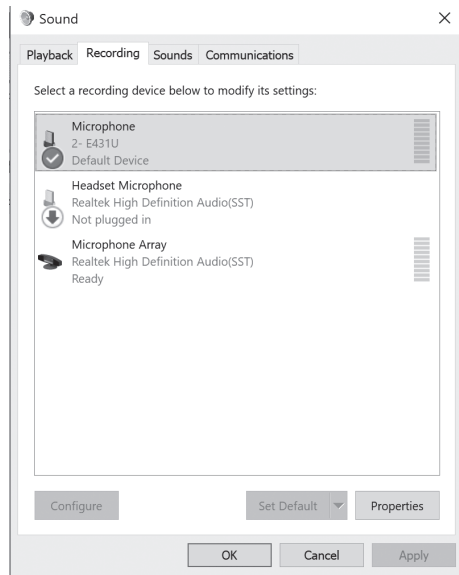 Sound
Playback Recording Sounds Communications
Select a recording device below to modify its settings:
Microphone
2- E431U
Default Device
Headset Microphone
Realtek High Definition Audio(SST)
Not plugged in
Microphone Array
Realtek High Definition Audio(SST)
Ready
Configure Set Default Properties
OK Cancel Apply